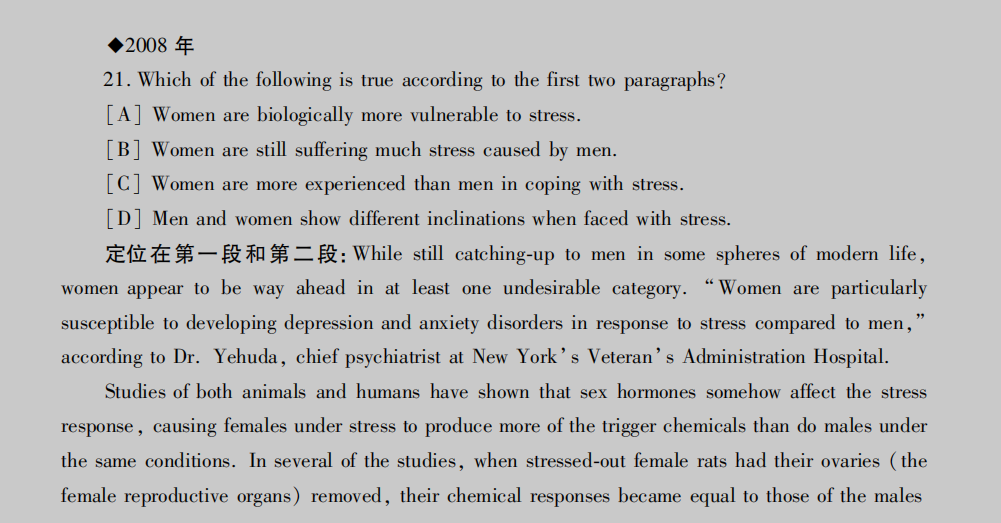 ◆2008 年
21. Which of the following is true according to the first two paragraphs?
[A] Women are biologically more vulnerable to stress.
[B] Women are still suffering much stress caused by men.
[C] Women are more experienced than men in coping with stress.
[D] Men and women show different inclinations when faced with stress.
定位在第一段和第二段: While still catching-up to men in some spheres of modern life,
women appear to be way ahead in at least one undesirable category. “Women are particularly
susceptible to developing depression and anxiety disorders in response to stress compared to men,”
according to Dr. Yehuda, chief psychiatrist at New York’s Veteran’s Administration Hospital.
Studies of both animals and humans have shown that sex hormones somehow affect the stress
response, causing females under stress to produce more of the trigger chemicals than do males under
the same conditions. In several of the studies, when stressed-out female rats had their ovaries (the
female reproductive organs) removed, their chemical responses became equal to those of the males